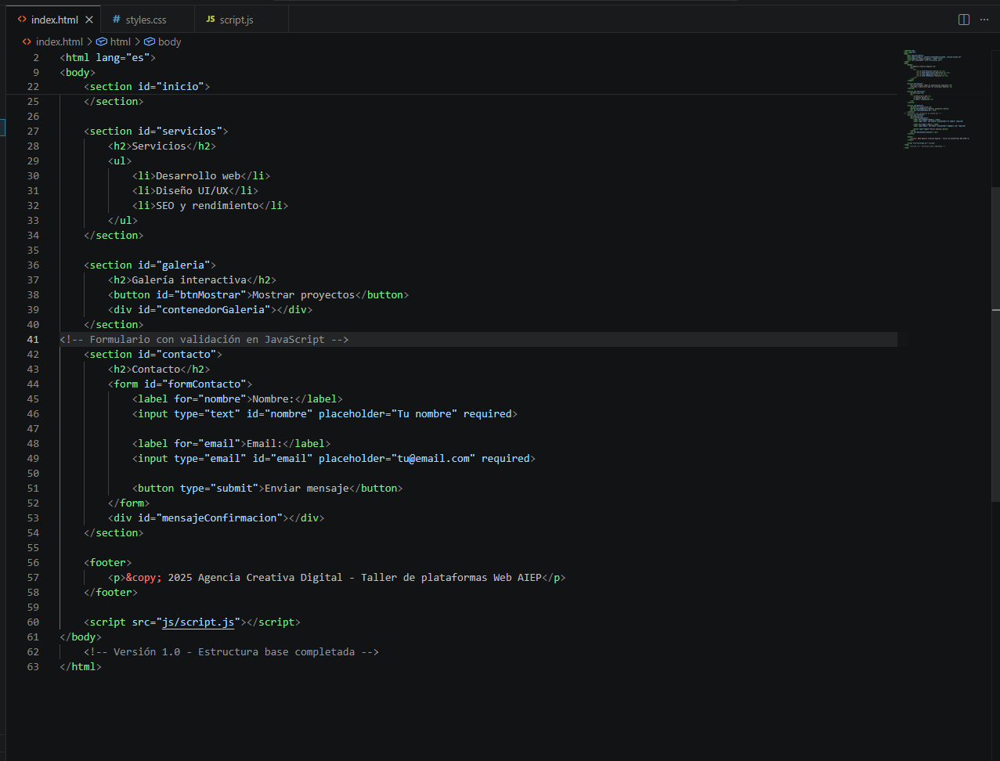 index.html
styles.css
JS script.js
index.html > html > body
2 <html lang="es">
9 <body>
22 <section id="inicio">
25 </section>
26
27 <section id="servicios">
28 <h2>Servicios</h2>
29 <ul>
30 <li>Desarrollo web</li>
31 <li>Diseño UI/UX</li>
32 <li>SEO y rendimiento</li>
33 </ul>
34 </section>
35
36 <section id="galeria">
37 <h2>Galería interactiva</h2>
38 <button id="btnMostrar">Mostrar proyectos</button>
39 <div id="contenedorGaleria"></div>
40 </section>
41 <!-- Formulario con validación en JavaScript -->
42 <section id="contacto">
43 <h2>Contacto</h2>
44 <form id="formContacto">
45 <label for="nombre">Nombre:</label>
46 <input type="text" id="nombre" placeholder="Tu nombre" required>
47
48 <label for="email">Email:</label>
49 <input type="email" id="email" placeholder="tu@email.com" required>
50
51 <button type="submit">Enviar mensaje</button>
52 </form>
53 <div id="mensajeConfirmacion"></div>
54 </section>
55
56 <footer>
57 <p>&copy; 2025 Agencia Creativa Digital - Taller de plataformas Web AIEP</p>
58 </footer>
59
60 <script src="js/script.js"></script>
61 </body>
62 <!-- Versión 1.0 - Estructura base completada -->
63 </html>